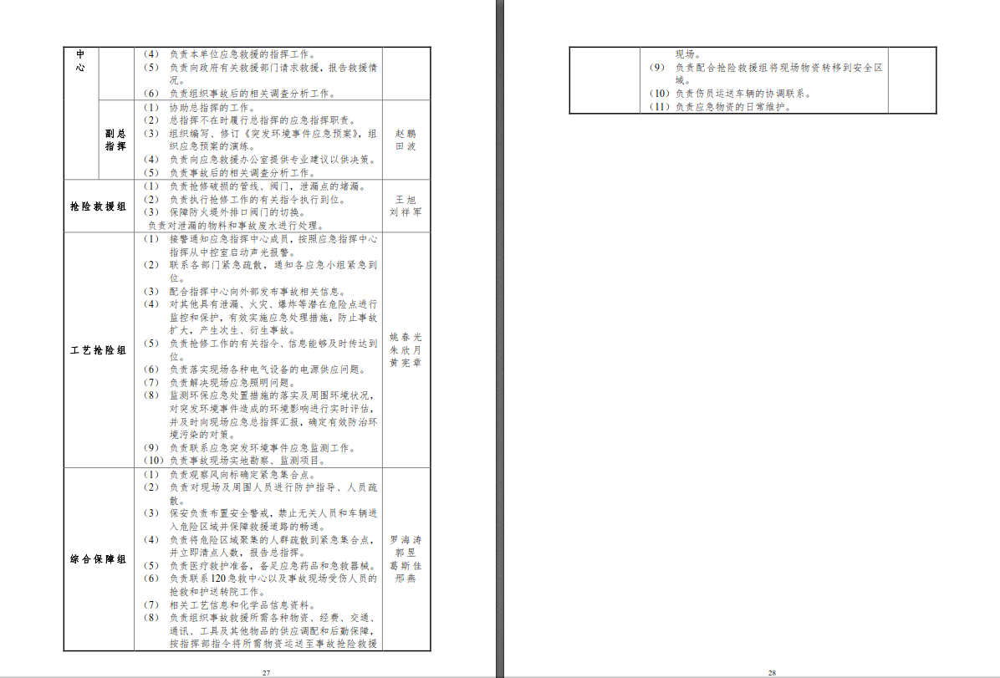 中
心
（4） 负责本单位应急救援的指挥工作。
（5） 负责向政府有关救援部门请求救援，报告救援情
况。
（6） 负责组织事故后的相关调查分析工作。
副总
指挥
（1） 协助总指挥的工作。
（2） 总指挥不在时履行总指挥的应急指挥职责。
（3） 组织编写、修订《突发环境事件应急预案》，组
织应急预案的演练。
（4） 负责向应急救援办公室提供专业建议以供决策。
（5） 负责事故后的相关调查分析工作。
赵鹏
田波
抢险救援组
（1） 负责抢修破损的管线、阀门，泄漏点的堵漏。
（2） 负责执行抢修工作的有关指令执行到位。
（3） 保障防火堤外排口阀门的切换。
负责对泄漏的物料和事故废水进行处理。
王旭
刘祥军
工艺抢险组
（1） 接警通知应急指挥中心成员，按照应急指挥中心
指挥从中控室启动声光报警。
（2） 联系各部门紧急疏散，通知各应急小组紧急到
位。
（3） 配合指挥中心向外部发布事故相关信息。
（4） 对其他具有泄漏、火灾、爆炸等潜在危险点进行
监控和保护，有效实施应急处理措施，防止事故
扩大，产生次生、衍生事故。
（5） 负责抢修工作的有关指令、信息能够及时传达到
位。
（6） 负责落实现场各种电气设备的电源供应问题。
（7） 负责解决现场应急照明问题。
（8） 监测环保应急处置措施的落实及周围环境状况，
对突发环境事件造成的环境影响进行实时评估，
并及时向现场应急总指挥汇报，确定有效防治环
境污染的对策。
（9） 负责联系应急突发环境事件应急监测工作。
（10）负责事故现场实地勘察、监测项目。
姚春光
朱欣月
黄宪章
综合保障组
（1） 负责观察风向标确定紧急集合点。
（2） 负责对现场及周围人员进行防护指导、人员疏
散。
（3） 保安负责布置安全警戒，禁止无关人员和车辆进
入危险区域并保障救援道路的畅通。
（4） 负责将危险区域聚集的人群疏散到紧急集合点，
并立即清点人数，报告总指挥。
（5） 负责医疗救护准备，备足应急药品和急救器械。
（6） 负责联系120急救中心以及事故现场受伤人员的
抢救和护送转院工作。
（7） 相关工艺信息和化学品信息资料。
（8） 负责组织事故救援所需各种物资、经费、交通、
通讯、工具及其他物品的供应调配和后勤保障，
按指挥部指令将所需物资运送至事故抢险救援
罗海涛
郭昱
葛斯佳
邢燕
27
现场。
（9） 负责配合抢险救援组将现场物资转移到安全区
域。
（10）负责伤员运送车辆的协调联系。
（11）负责应急物资的日常维护。
28